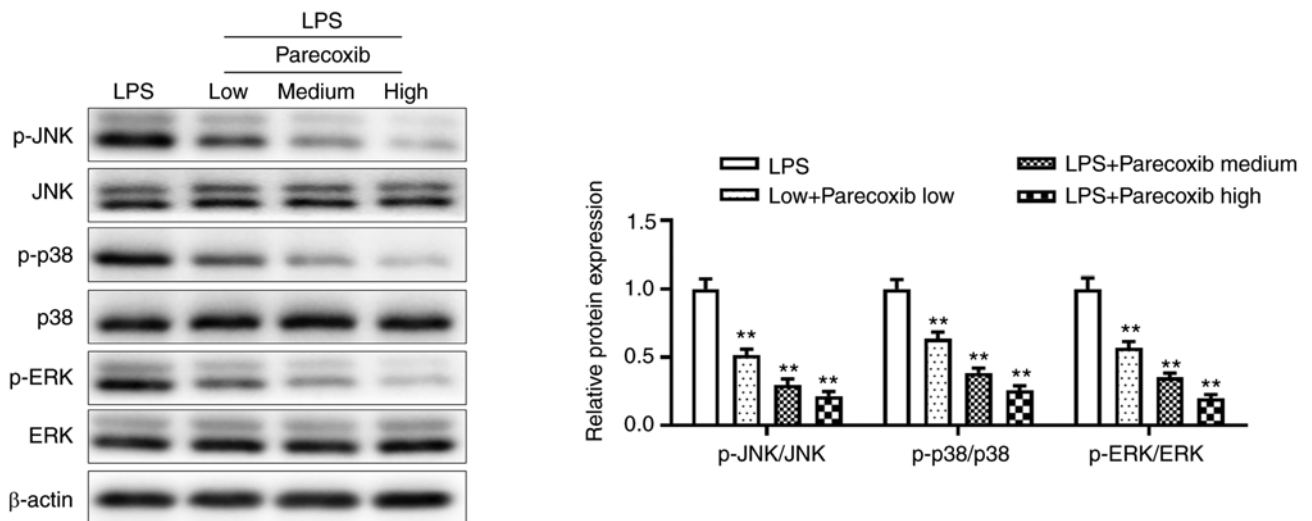 LPS
Parecoxib
LPS Low Medium High
p-JNK
JNK
p-p38
p38
p-ERK
ERK
β-actin
LPS
Low+Parecoxib low
LPS+Parecoxib medium
LPS+Parecoxib high
Relative protein expression
1.5
1.0
0.5
0.0
** ** **
** ** **
** ** **
p-JNK/JNK p-p38/p38 p-ERK/ERK